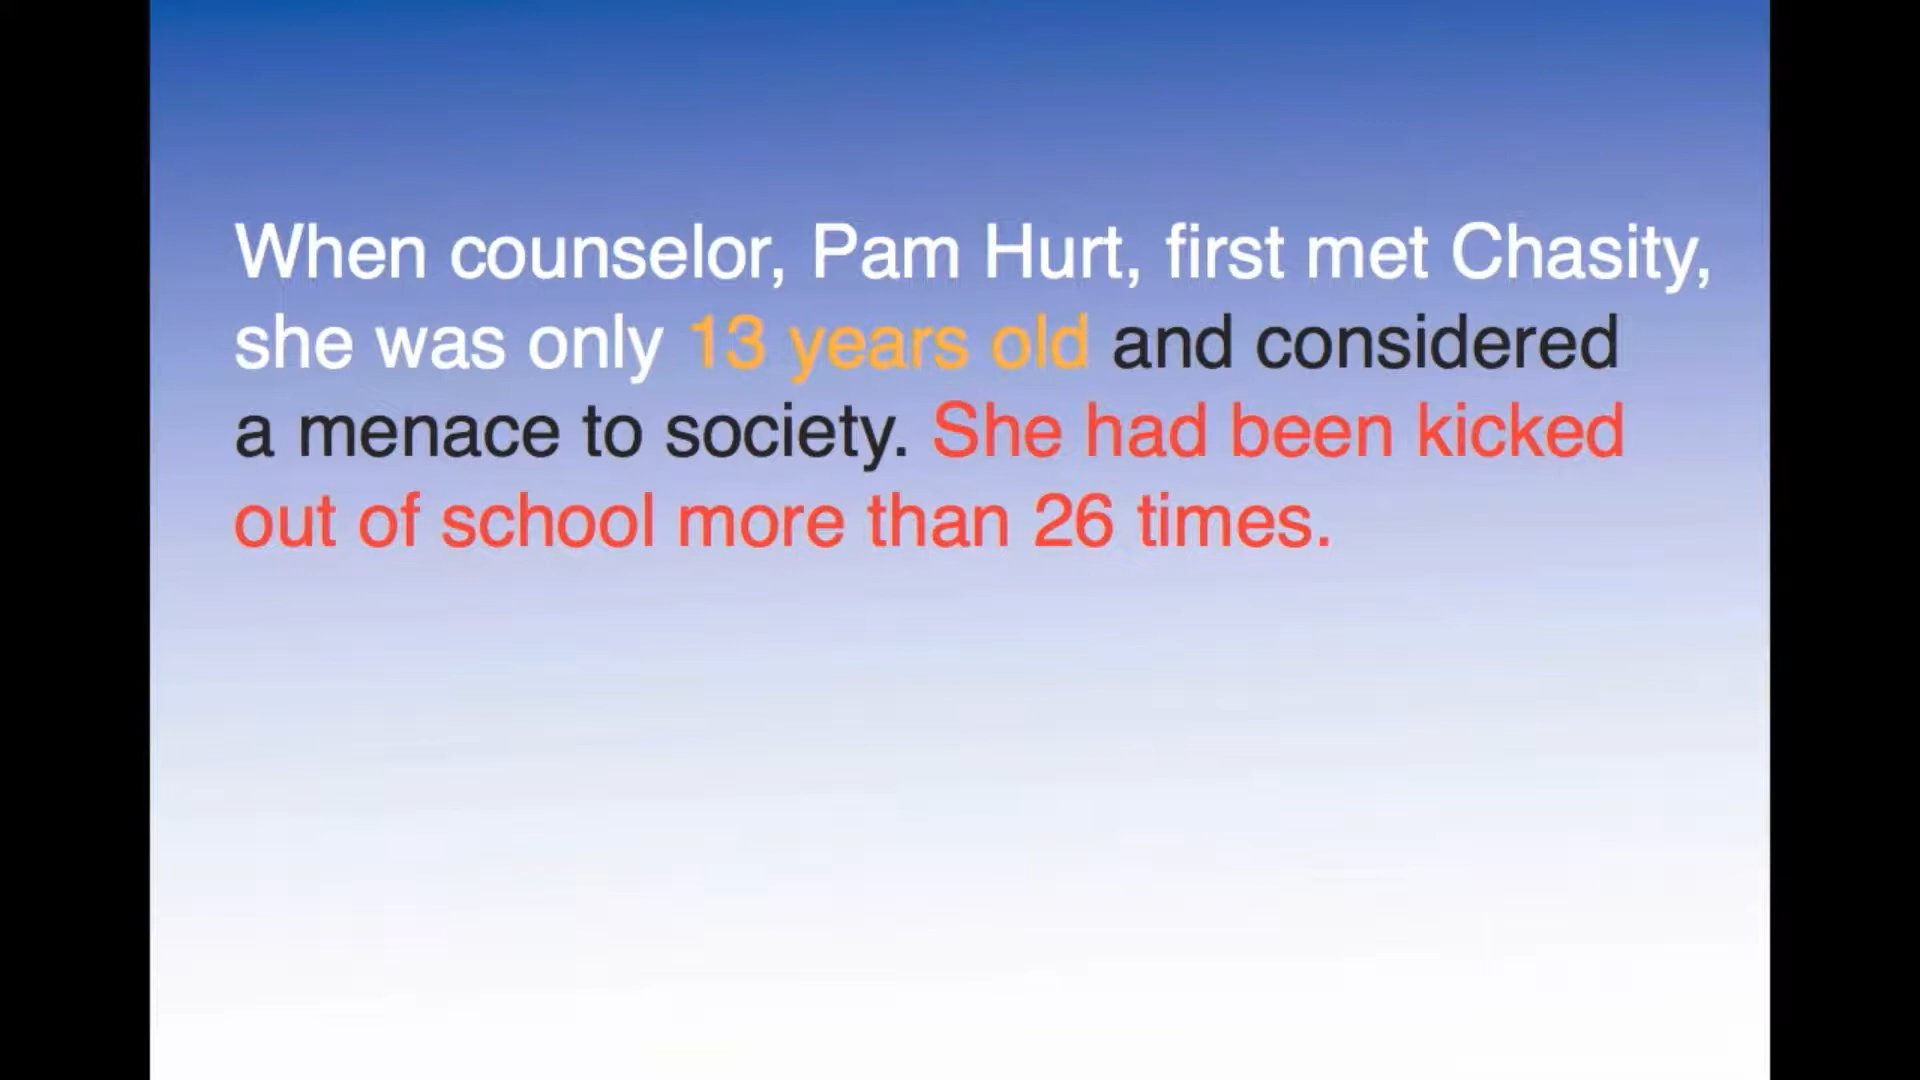 When counselor, Pam Hurt, first met Chasity,
she was only 13 years old and considered
a menace to society. She had been kicked
out of school more than 26 times.